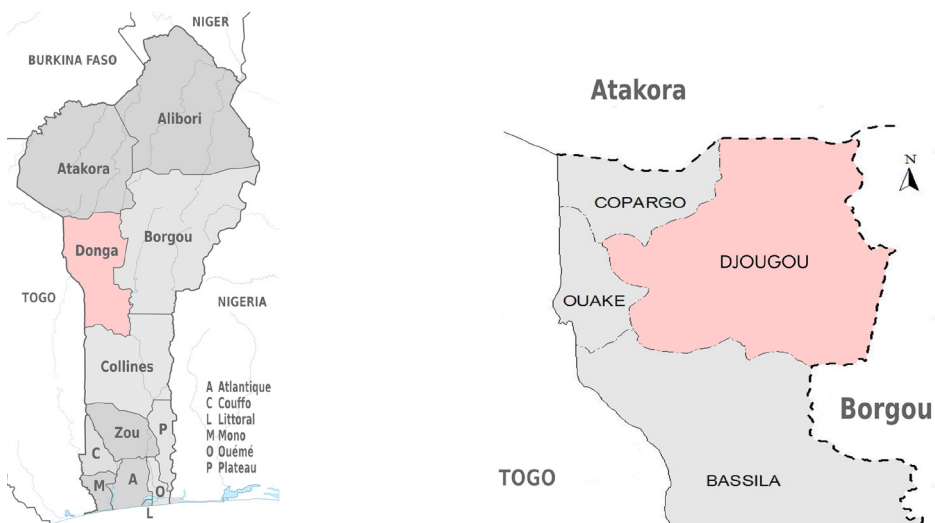 NIGER
BURKINA FASO
Alibori
Atakora
Borgou
Donga
TOGO
NIGERIA
Collines
A Atlantique
C Couffo
L Littoral
M Mono
O Ouémé
P Plateau
Zou
P
C
M
A
O
L
Atakora
N
COPARGO
DJOUGOU
OUAKE
Borgou
TOGO
BASSILA